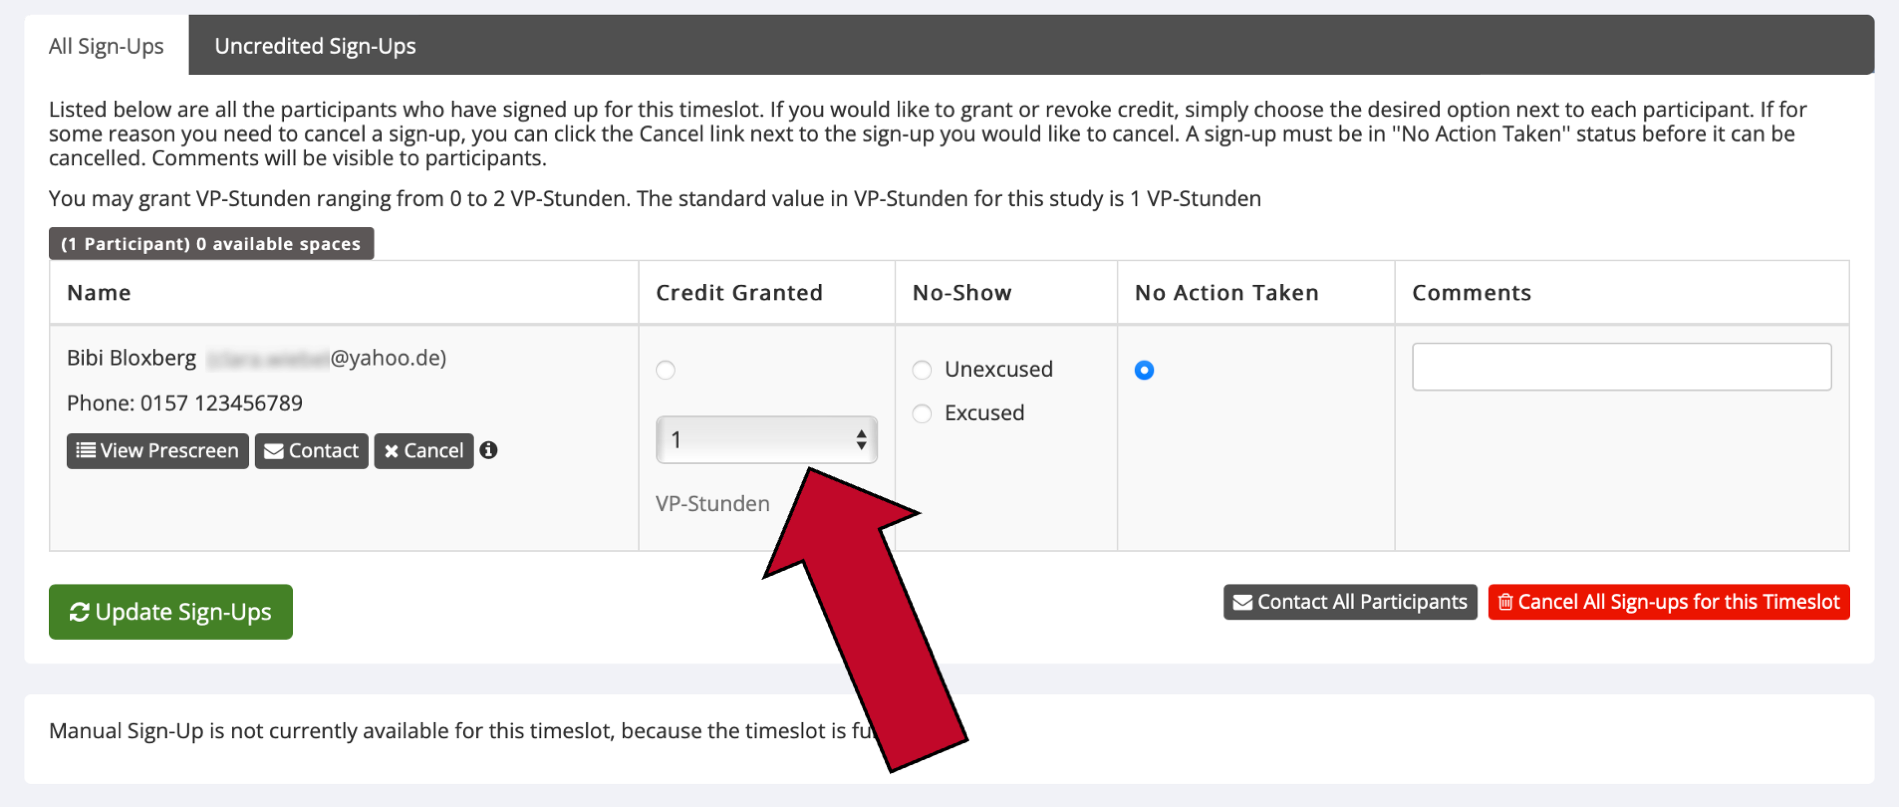 All Sign-Ups
Uncredited Sign-Ups
Listed below are all the participants who have signed up for this timeslot. If you would like to grant or revoke credit, simply choose the desired option next to each participant. If for
some reason you need to cancel a sign-up, you can click the Cancel link next to the sign-up you would like to cancel. A sign-up must be in "No Action Taken" status before it can be
cancelled. Comments will be visible to participants.
You may grant VP-Stunden ranging from 0 to 2 VP-Stunden. The standard value in VP-Stunden for this study is 1 VP-Stunden
(1 Participant) 0 available spaces
Name
Credit Granted
No-Show
No Action Taken
Comments
Bibi Bloxberg @yahoo.de)
Phone: 0157 123456789
View Prescreen
Contact
Cancel
1
VP-Stunden
Unexcused
Excused
Update Sign-Ups
Contact All Participants
Cancel All Sign-ups for this Timeslot
Manual Sign-Up is not currently available for this timeslot, because the timeslot is